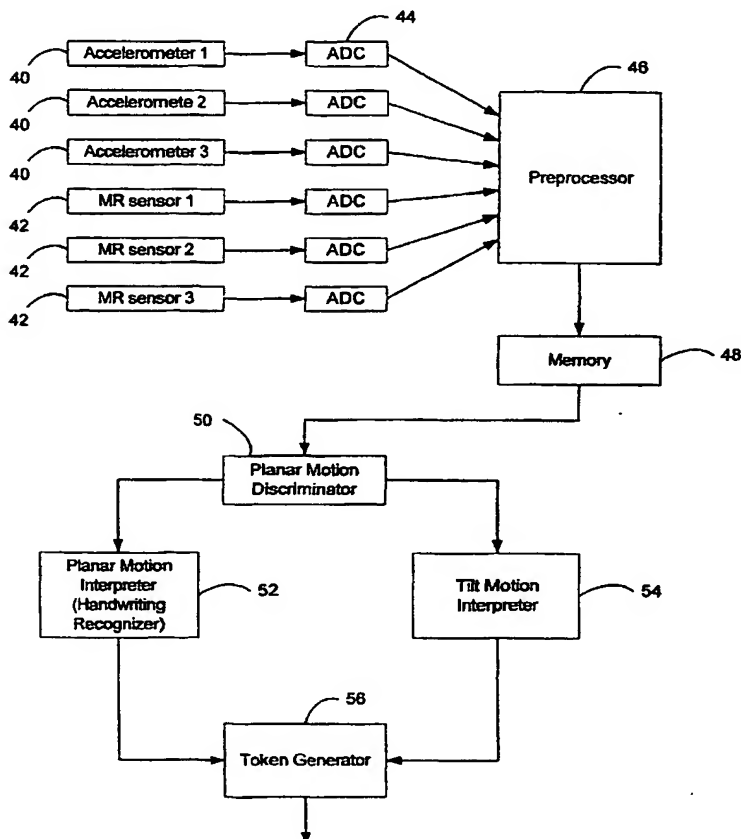 44
40
Accelerometer 1
ADC
46
40
Acceleromete 2
ADC
40
Accelerometer 3
ADC
Preprocessor
42
MR sensor 1
ADC
42
MR sensor 2
ADC
42
MR sensor 3
ADC
Memory
48
50
Planar Motion
Discriminator
Planar Motion
Interpreter
(Handwriting
Recognizer)
52
Tilt Motion
Interpreter
54
56
Token Generator